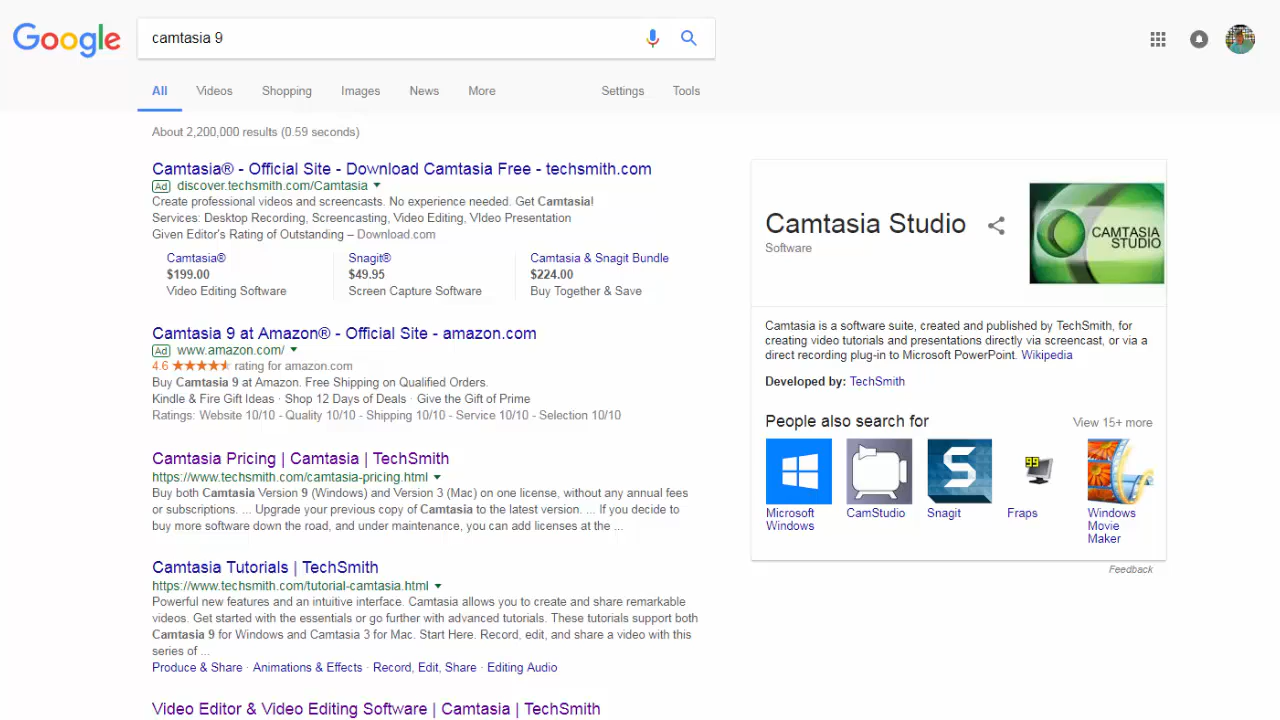 Google
camtasia 9
All Videos Shopping Images News More Settings Tools
About 2,200,000 results (0.59 seconds)
Camtasia® - Official Site - Download Camtasia Free - techsmith.com
Ad discover.techsmith.com/Camtasia
Create professional videos and screencasts. No experience needed. Get Camtasia!
Services: Desktop Recording, Screencasting, Video Editing, VIdeo Presentation
Given Editor's Rating of Outstanding – Download.com
Camtasia® Snagit® Camtasia & Snagit Bundle
$199.00 $49.95 $224.00
Video Editing Software Screen Capture Software Buy Together & Save
Camtasia 9 at Amazon® - Official Site - amazon.com
Ad www.amazon.com/
4.6 rating for amazon.com
Buy Camtasia 9 at Amazon. Free Shipping on Qualified Orders.
Kindle & Fire Gift Ideas · Shop 12 Days of Deals · Give the Gift of Prime
Ratings: Website 10/10 - Quality 10/10 - Shipping 10/10 - Service 10/10 - Selection 10/10
Camtasia Pricing | Camtasia | TechSmith
https://www.techsmith.com/camtasia-pricing.html
Buy both Camtasia Version 9 (Windows) and Version 3 (Mac) on one license, without any annual fees
or subscriptions. ... Upgrade your previous copy of Camtasia to the latest version. ... If you decide to
buy more software down the road, and under maintenance, you can add licenses at the ...
Camtasia Tutorials | TechSmith
https://www.techsmith.com/tutorial-camtasia.html
Powerful new features and an intuitive interface. Camtasia allows you to create and share remarkable
videos. Get started with the essentials or go further with advanced tutorials. These tutorials support both
Camtasia 9 for Windows and Camtasia 3 for Mac. Start Here. Record, edit, and share a video with this
series of ...
Produce & Share · Animations & Effects · Record, Edit, Share · Editing Audio
Video Editor & Video Editing Software | Camtasia | TechSmith
Camtasia Studio
Software
CAMTASIA
STUDIO
Camtasia is a software suite, created and published by TechSmith, for
creating video tutorials and presentations directly via screencast, or via a
direct recording plug-in to Microsoft PowerPoint. Wikipedia
Developed by: TechSmith
People also search for View 15+ more
S
99
Microsoft
Windows
CamStudio
Snagit
Fraps
Windows
Movie
Maker
Feedback